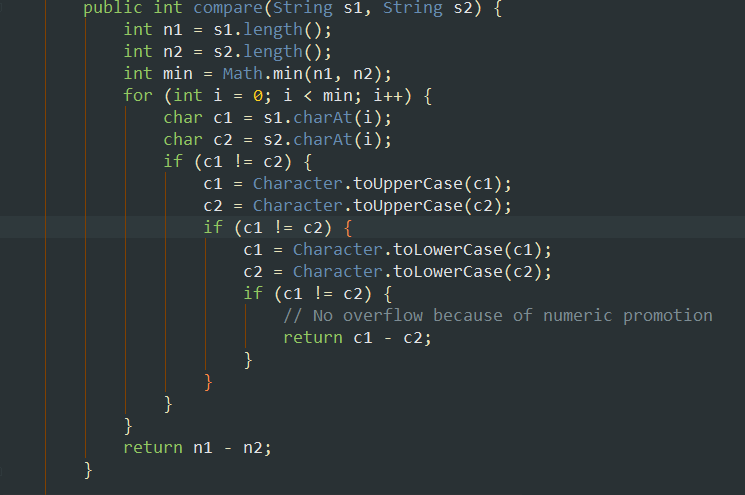 public int compare(String s1, String s2) {
int n1 = s1.length();
int n2 = s2.length();
int min = Math.min(n1, n2);
for (int i = 0; i < min; i++) {
char c1 = s1.charAt(i);
char c2 = s2.charAt(i);
if (c1 != c2) {
c1 = Character.toUpperCase(c1);
c2 = Character.toUpperCase(c2);
if (c1 != c2) {
c1 = Character.toLowerCase(c1);
c2 = Character.toLowerCase(c2);
if (c1 != c2) {
// No overflow because of numeric promotion
return c1 - c2;
}
}
}
}
return n1 - n2;
}